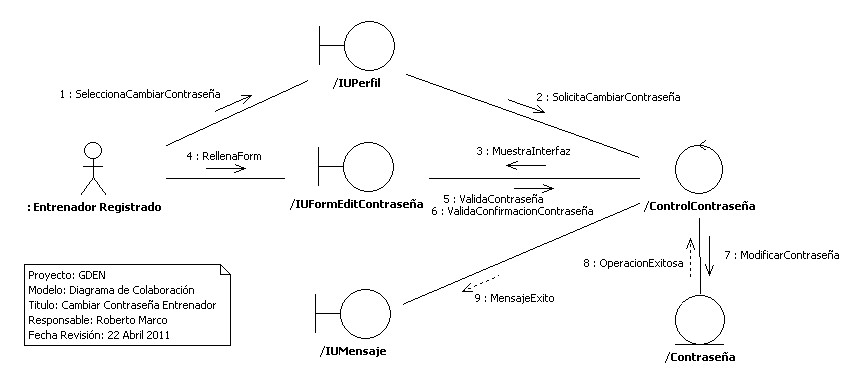 /IUPerfil
1 : SeleccionaCambiarContraseña
2 : SolicitaCambiarContraseña
4 : RellenaForm
3 : MuestraInterfaz
: Entrenador Registrado
/IUFormEditContraseña
5 : ValidaContraseña
6 : ValidaConfirmacionContraseña
/ControlContraseña
8 : OperacionExitosa
7 : ModificarContraseña
9 : MensajeExito
/IUMensaje
/Contraseña
Proyecto: GDEN
Modelo: Diagrama de Colaboración
Titulo: Cambiar Contraseña Entrenador
Responsable: Roberto Marco
Fecha Revisión: 22 Abril 2011